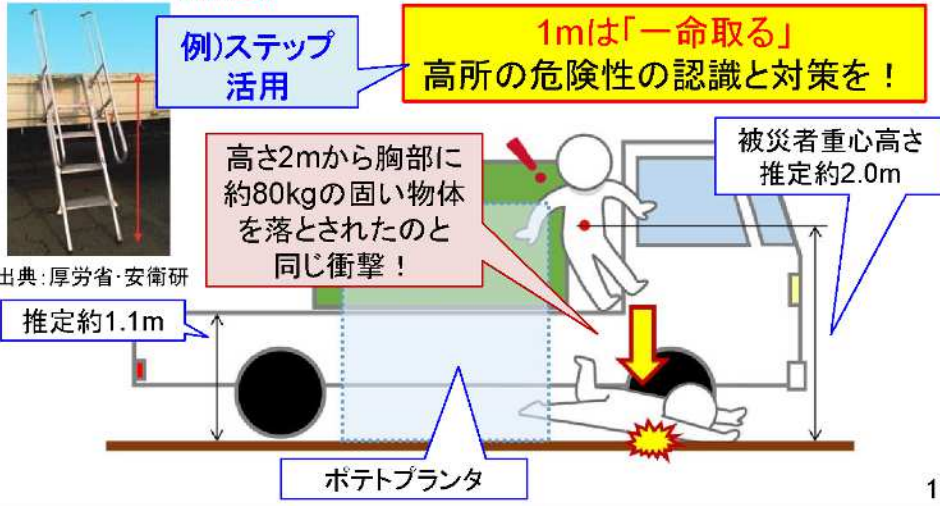 例)ステップ
活用
1mは「一命取る」
高所の危険性の認識と対策を！
高さ2mから胸部に
約80kgの固い物体
を落とされたのと
同じ衝撃！
被災者重心高さ
推定約2.0m
出典:厚労省・安衛研
推定約1.1m
ポテトプランタ
1